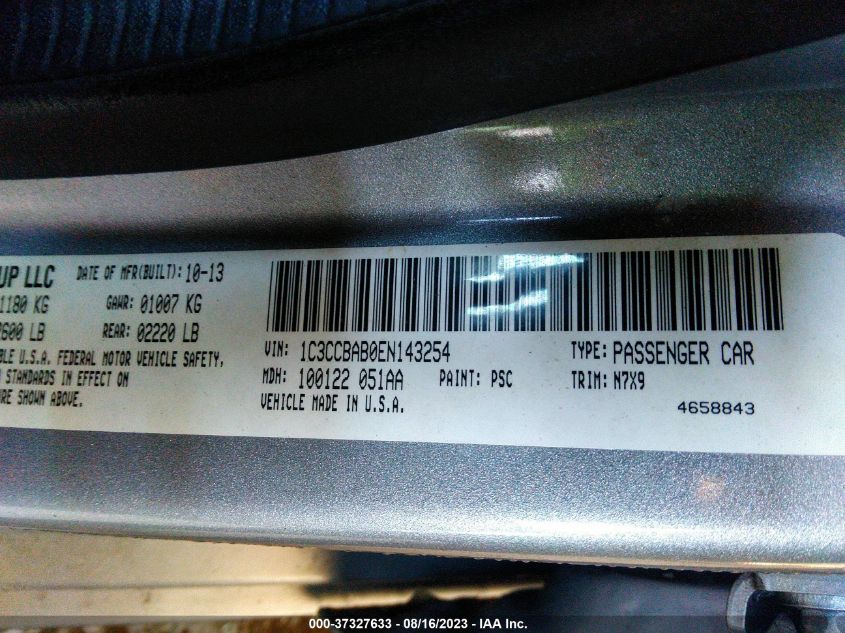 UP LLC DATE OF MFR(BUILT): 10-13
1180 KG GAWR: 01007 KG
600 LB REAR: 02220 LB
BLE U.S.A. FEDERAL MOTOR VEHICLE SAFETY,
STANDARDS IN EFFECT ON
URE SHOWN ABOVE.
VIN: 1C3CCBAB0EN143254 TYPE: PASSENGER CAR
MDH: 100122 051AA PAINT: PSC TRIM: N7X9
VEHICLE MADE IN U.S.A.
4658843
000-37327633 - 08/16/2023 - IAA Inc.